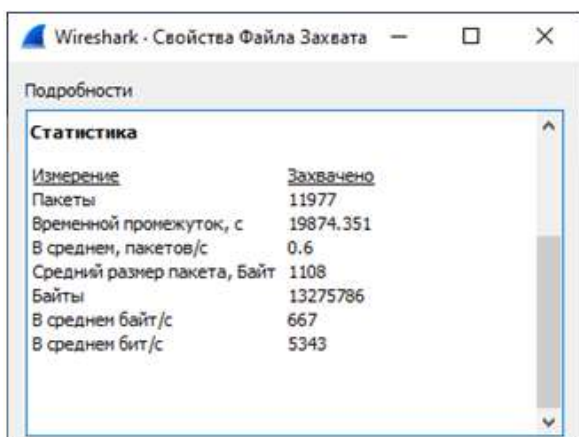 Wireshark · Свойства Файла Захвата
Подробности
Статистика
Измерение Захвачено
Пакеты 11977
Временной промежуток, с 19874.351
В среднем, пакетов/с 0.6
Средний размер пакета, Байт 1108
Байты 13275786
В среднем байт/с 667
В среднем бит/с 5343